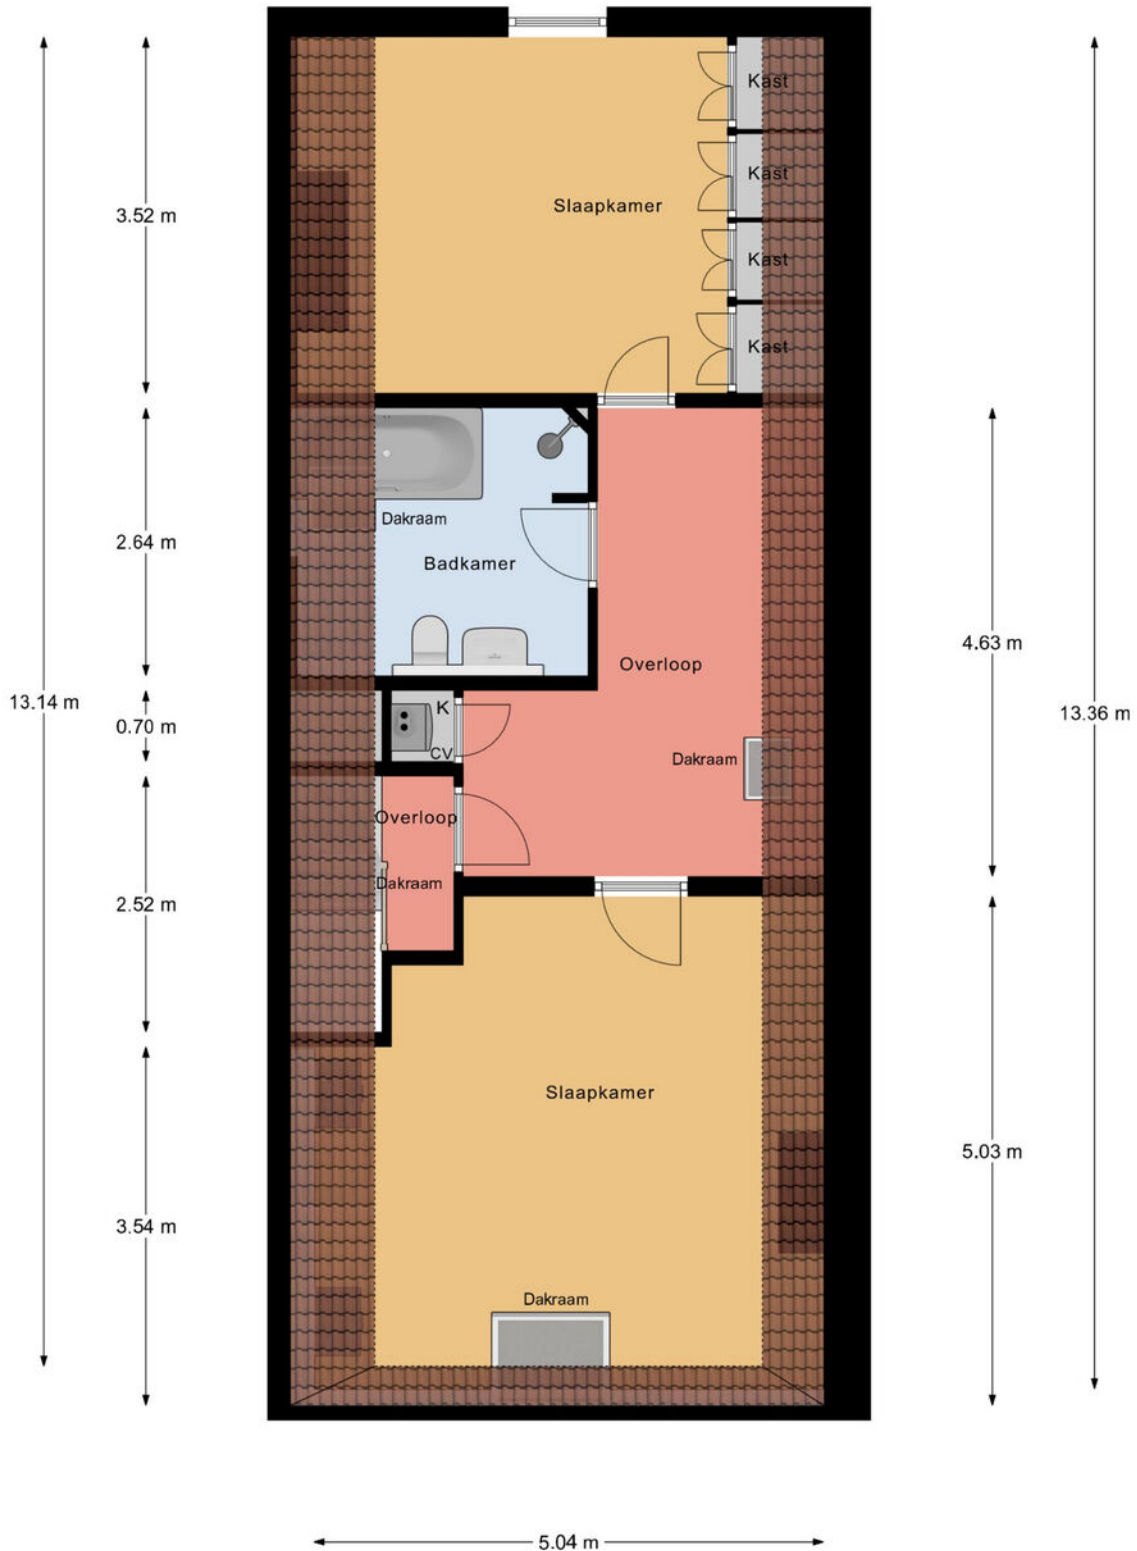 Kast
Kast
Slaapkamer
3.52 m
Kast
Kast
Dakraam
2.64 m
Badkamer
4.63 m
Overloop
13.14 m
K
13.36 m
0.70 m
CV
Dakraam
Overloop
Dakraam
2.52 m
Slaapkamer
5.03 m
3.54 m
Dakraam
5.04 m